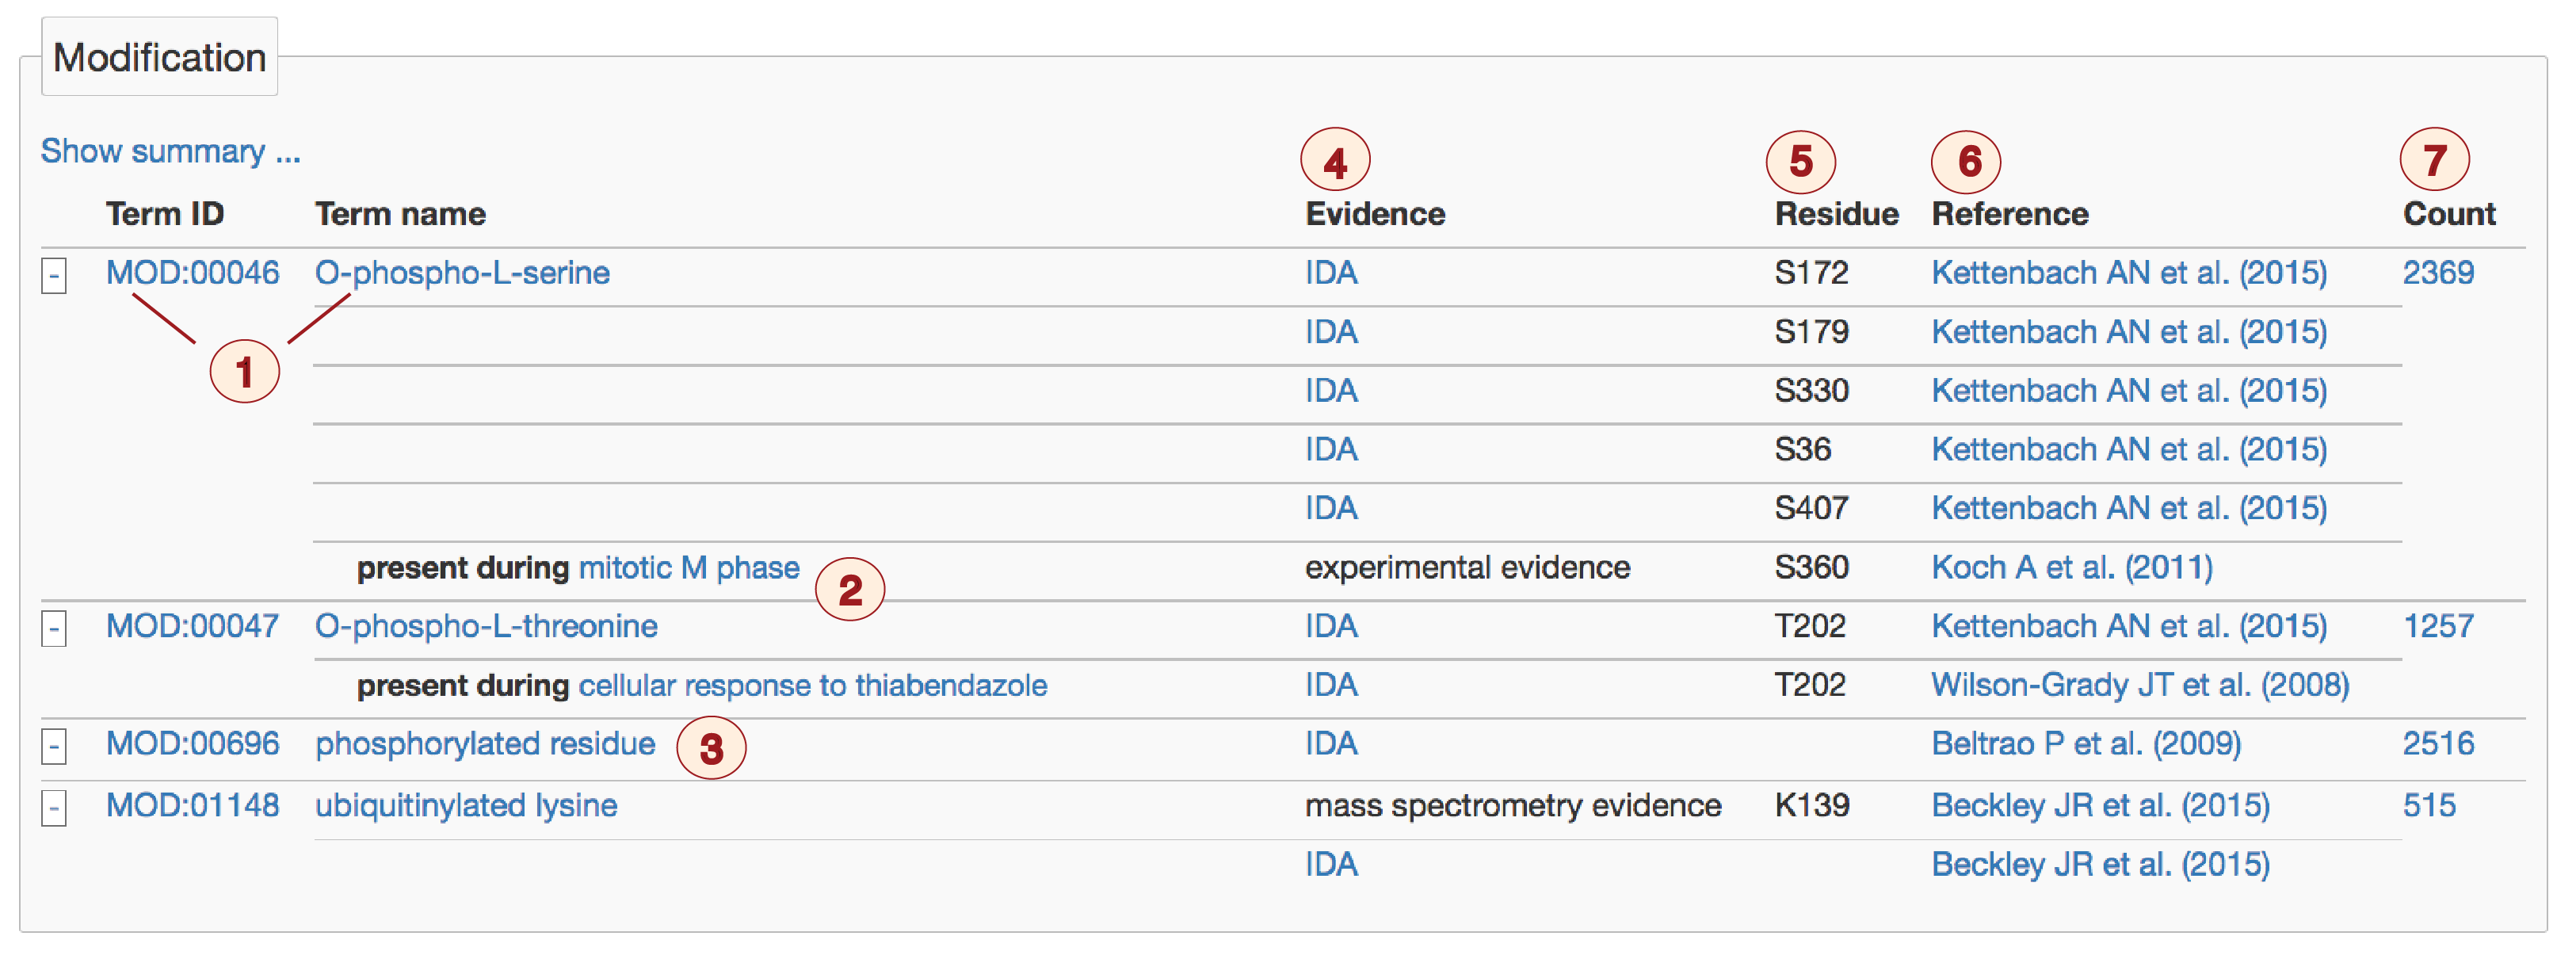 Modification
Show summary ...
4 5 6 7
Term ID Term name Evidence Residue Reference Count
- MOD:00046 O-phospho-L-serine IDA S172 Kettenbach AN et al. (2015) 2369
IDA S179 Kettenbach AN et al. (2015)
1
IDA S330 Kettenbach AN et al. (2015)
IDA S36 Kettenbach AN et al. (2015)
IDA S407 Kettenbach AN et al. (2015)
present during mitotic M phase experimental evidence S360 Koch A et al. (2011)
2
- MOD:00047 O-phospho-L-threonine IDA T202 Kettenbach AN et al. (2015) 1257
present during cellular response to thiabendazole IDA T202 Wilson-Grady JT et al. (2008)
- MOD:00696 phosphorylated residue 3 IDA Beltrao P et al. (2009) 2516
- MOD:01148 ubiquitinylated lysine mass spectrometry evidence K139 Beckley JR et al. (2015) 515
IDA Beckley JR et al. (2015)